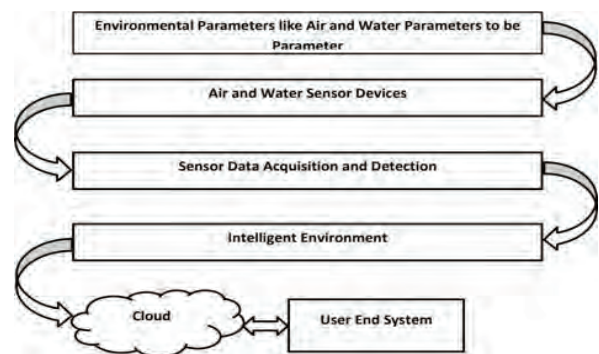 Environmental Parameters like Air and Water Parameters to be
Parameter
Air and Water Sensor Devices
Sensor Data Acquisition and Detection
Intelligent Environment
Cloud
User End System